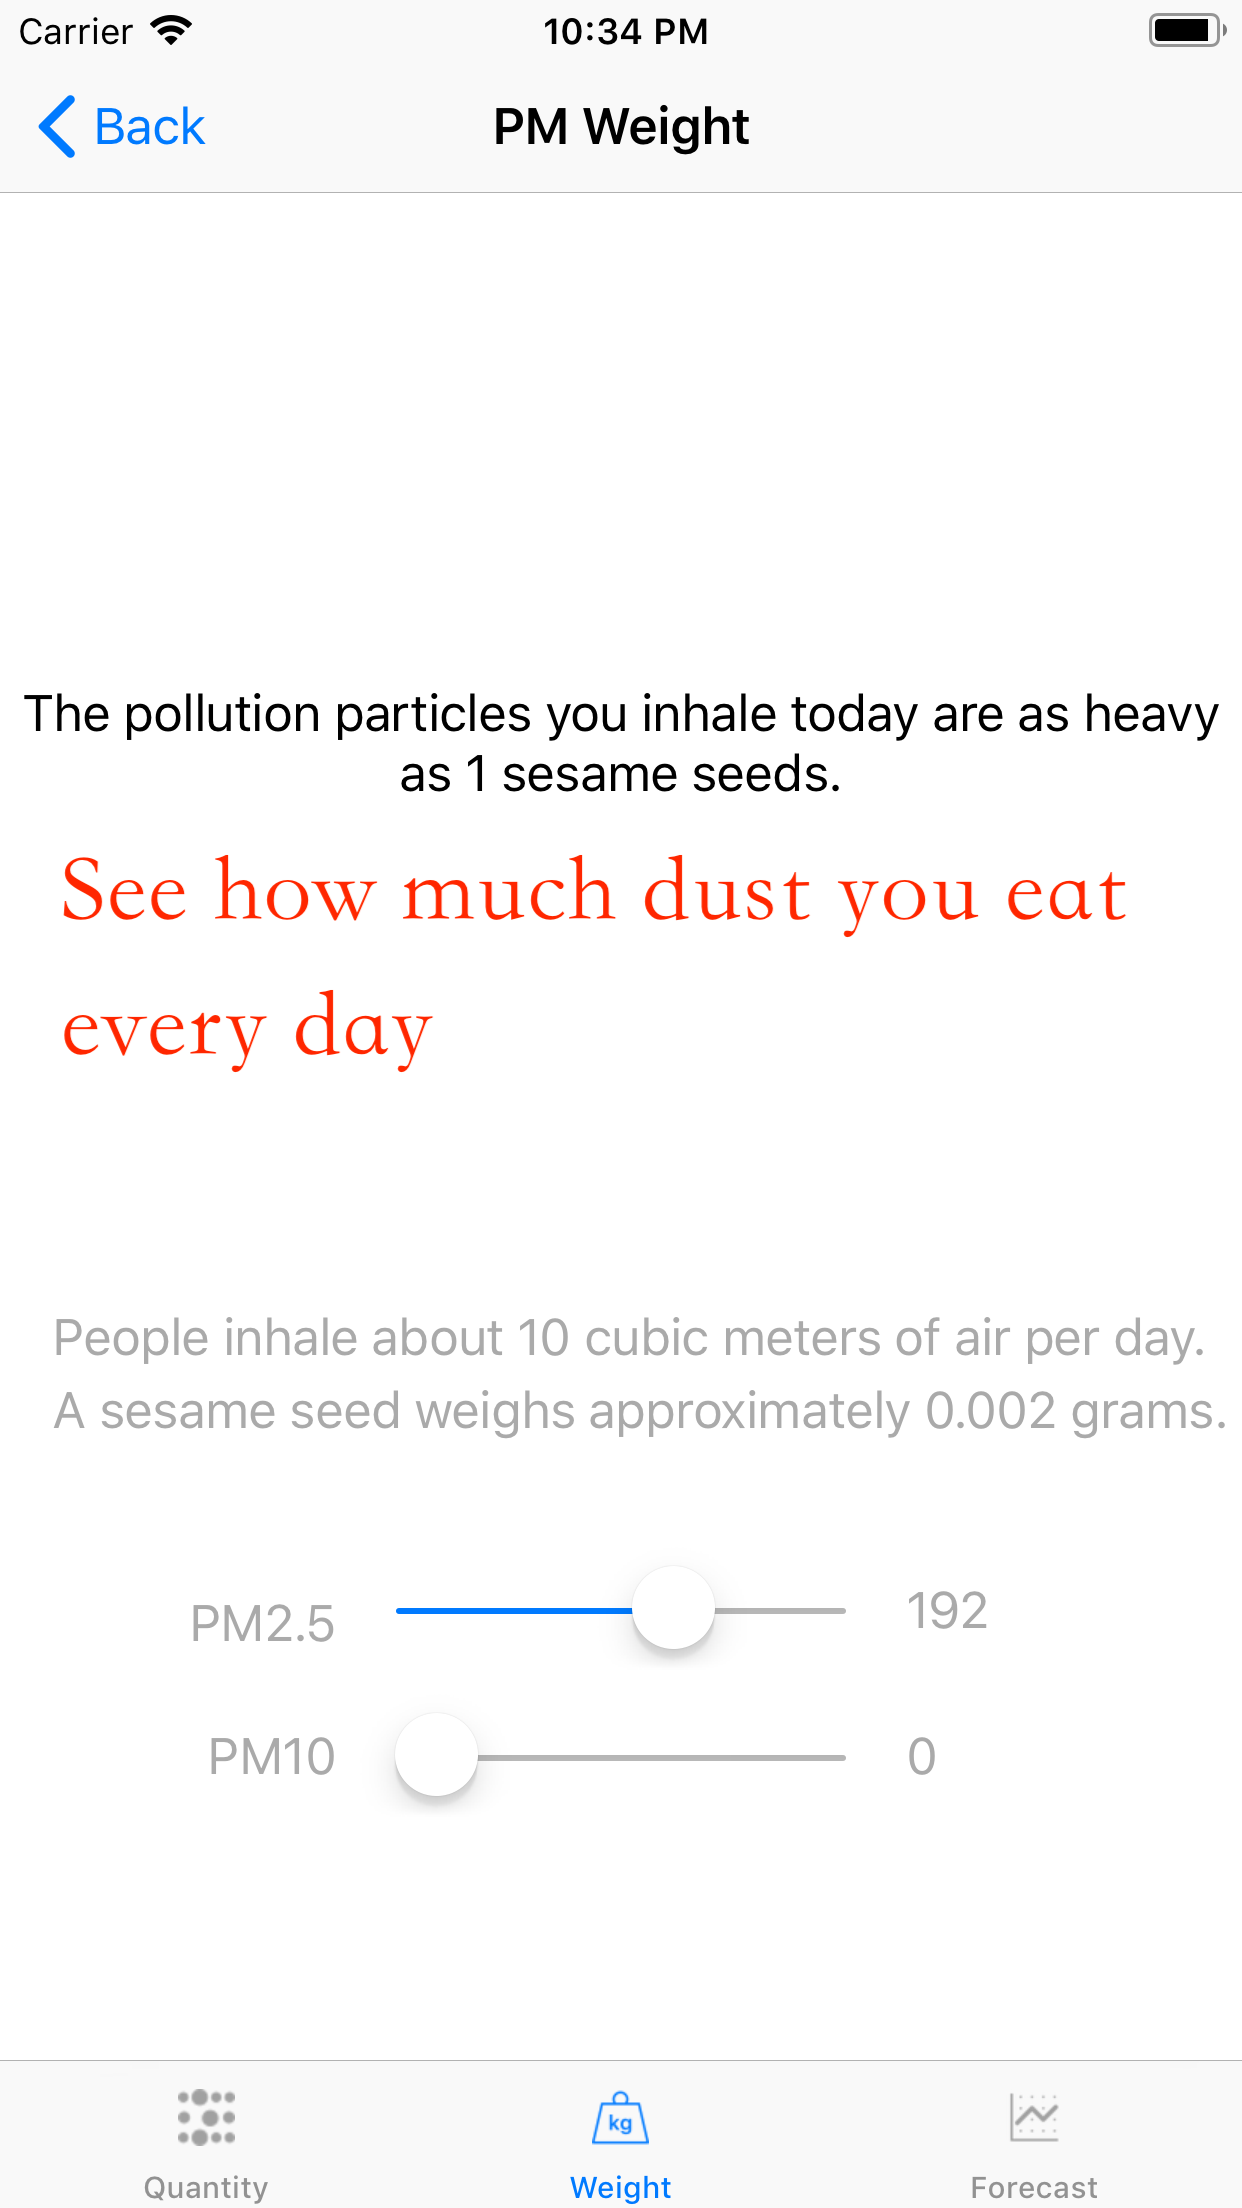 Carrier 10:34 PM
Back PM Weight
The pollution particles you inhale today are as heavy
as 1 sesame seeds.
See how much dust you eat
every day
People inhale about 10 cubic meters of air per day.
A sesame seed weighs approximately 0.002 grams.
PM2.5 192
PM10 0
kg
Quantity Weight Forecast